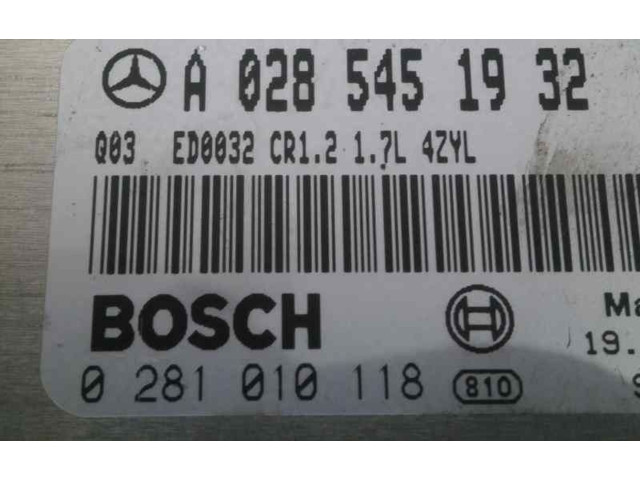 A 028 545 19 32
Q03 ED0032 CR1.2 1.7L 4ZYL
BOSCH
Ma
19.
0 281 010 118 810